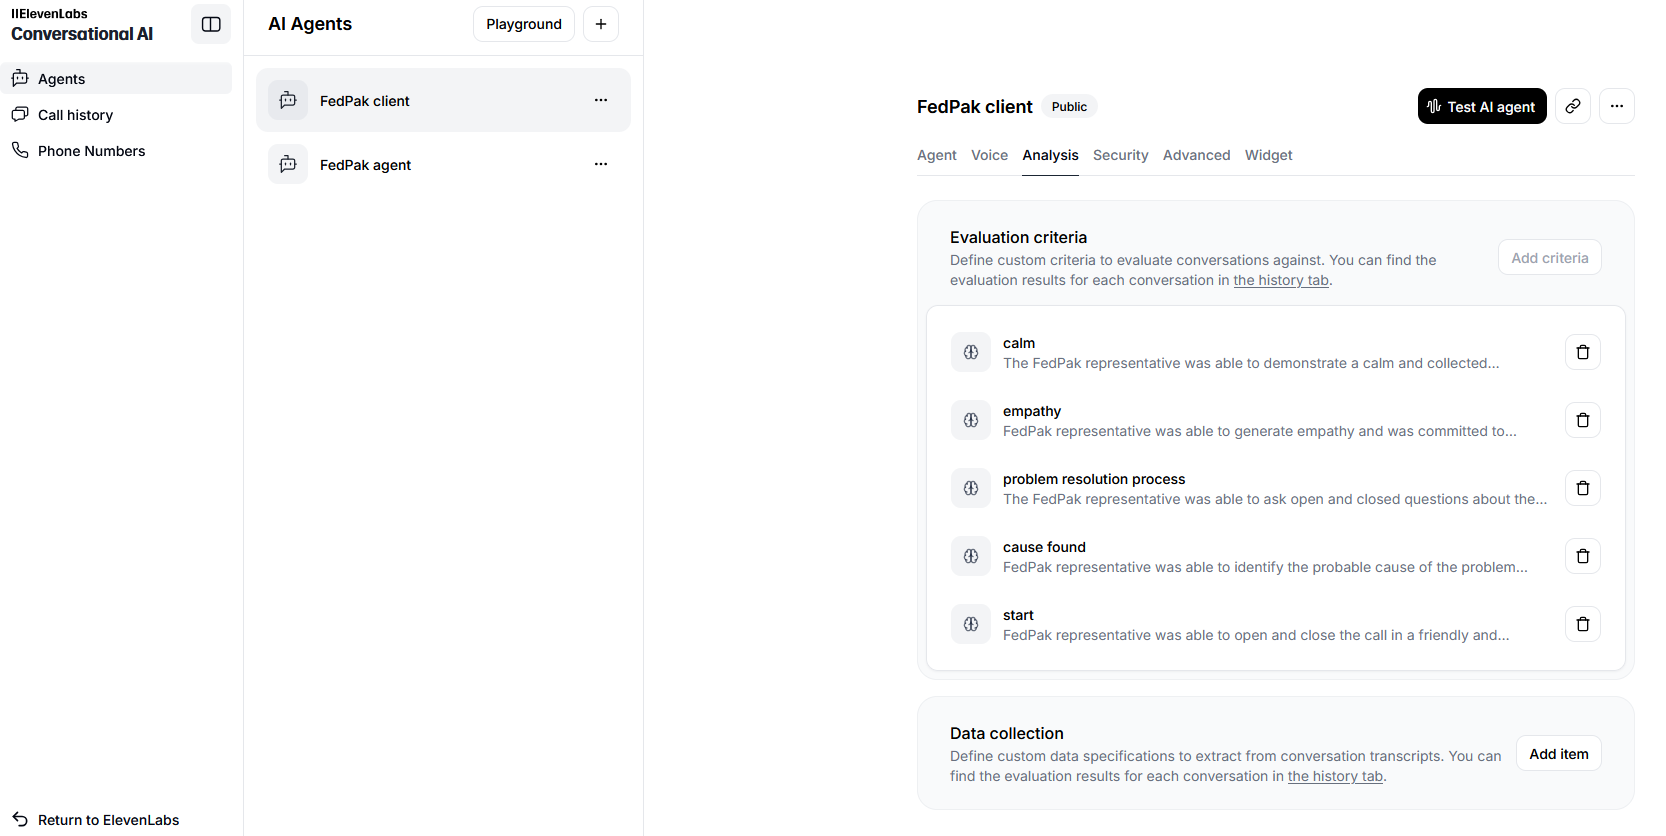 IIElevenLabs
Conversational AI
Agents
Call history
Phone Numbers
Return to ElevenLabs
AI Agents
Playground
+
FedPak client
...
FedPak agent
...
FedPak client
Public
Test AI agent
...
Agent
Voice
Analysis
Security
Advanced
Widget
Evaluation criteria
Define custom criteria to evaluate conversations against. You can find the
evaluation results for each conversation in the history tab.
Add criteria
calm
The FedPak representative was able to demonstrate a calm and collected...
empathy
FedPak representative was able to generate empathy and was committed to...
problem resolution process
The FedPak representative was able to ask open and closed questions about the...
cause found
FedPak representative was able to identify the probable cause of the problem...
start
FedPak representative was able to open and close the call in a friendly and...
Data collection
Define custom data specifications to extract from conversation transcripts. You can
find the evaluation results for each conversation in the history tab.
Add item